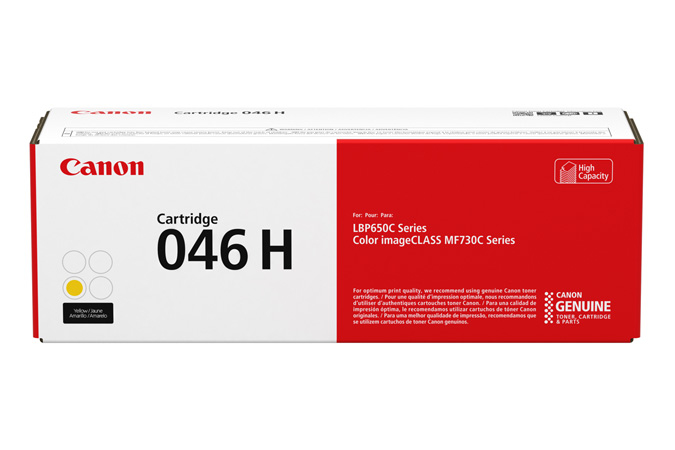 Canon Cartridge 046 H
Canon
High
Capacity
Cartridge
046 H
For: Pour: Para:
LBP650C Series
Color imageCLASS MF730C Series
Yellow/Jaune
Amarillo/Amarelo
For optimum print quality, we recommend using genuine Canon toner
cartridges. / Pour une qualité d'impression optimale, nous recommandons
d'utiliser d'authentiques cartouches toner Canon. / Para una calidad de
impresión óptima, le recomendamos utilizar cartuchos de tóner Canon
originales. / Para uma melhor qualidade de impressão, recomendamos que
se utilizem cartuchos de toner Canon genuínos.
CANON
GENUINE
TONER, CARTRIDGE
& PARTS